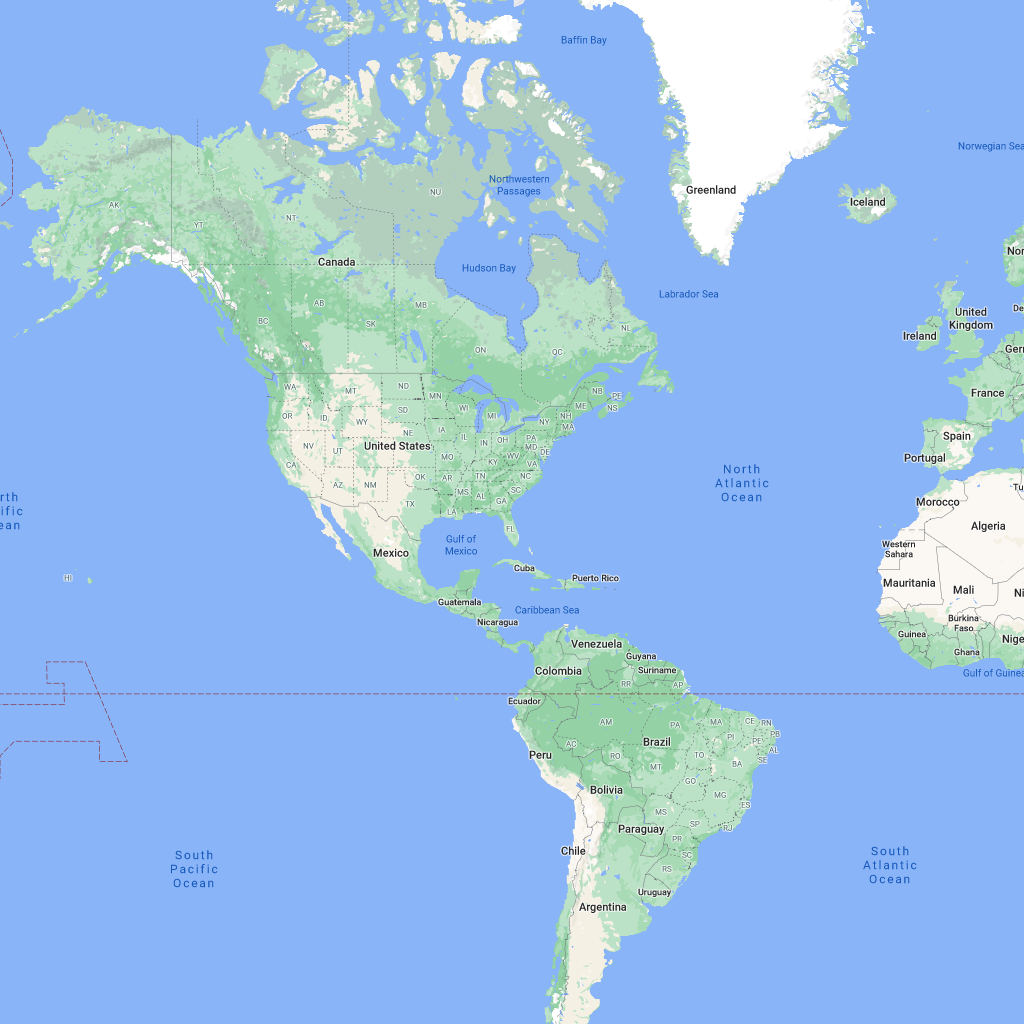 Baffin Bay
Norwegian Sea
Northwestern
Passages
NU
Greenland
Iceland
AK
NT
YT
Canada
Hudson Bay
Labrador Sea
Nor
AB
MB
BC
SK
NL
ON
QC
United
Kingdom
Ireland
De
Ger
France
WA
MT
ND
MN
NB
PE
NS
ME
OR
ID
WY
SD
WI
MI
NH
MA
NY
NE
IA
IL
IN
OH
PA
MD
DE
NV
UT
United States
MO
KY
WV
VA
Spain
Portugal
CA
AZ
NM
OK
AR
TN
NC
MS
AL
SC
GA
TX
LA
FL
North
Atlantic
Ocean
rth
ific
ean
Tu
Morocco
Algeria
Western
Sahara
Mauritania
Mali
Ni
Gulf of
Mexico
Mexico
Cuba
Puerto Rico
HI
Guatemala
Caribbean Sea
Nicaragua
Burkina
Faso
Guinea
Ghana
Nige
Gulf of Guinea
Venezuela
Guyana
Suriname
Colombia
RR
AP
Ecuador
AM
PA
MA
CE
RN
PB
PI
PE
AL
SE
Brazil
AC
RO
TO
BA
Peru
MT
GO
Bolivia
MG
ES
MS
SP
RJ
Paraguay
PR
SC
Chile
RS
Uruguay
Argentina
South
Pacific
Ocean
South
Atlantic
Ocean